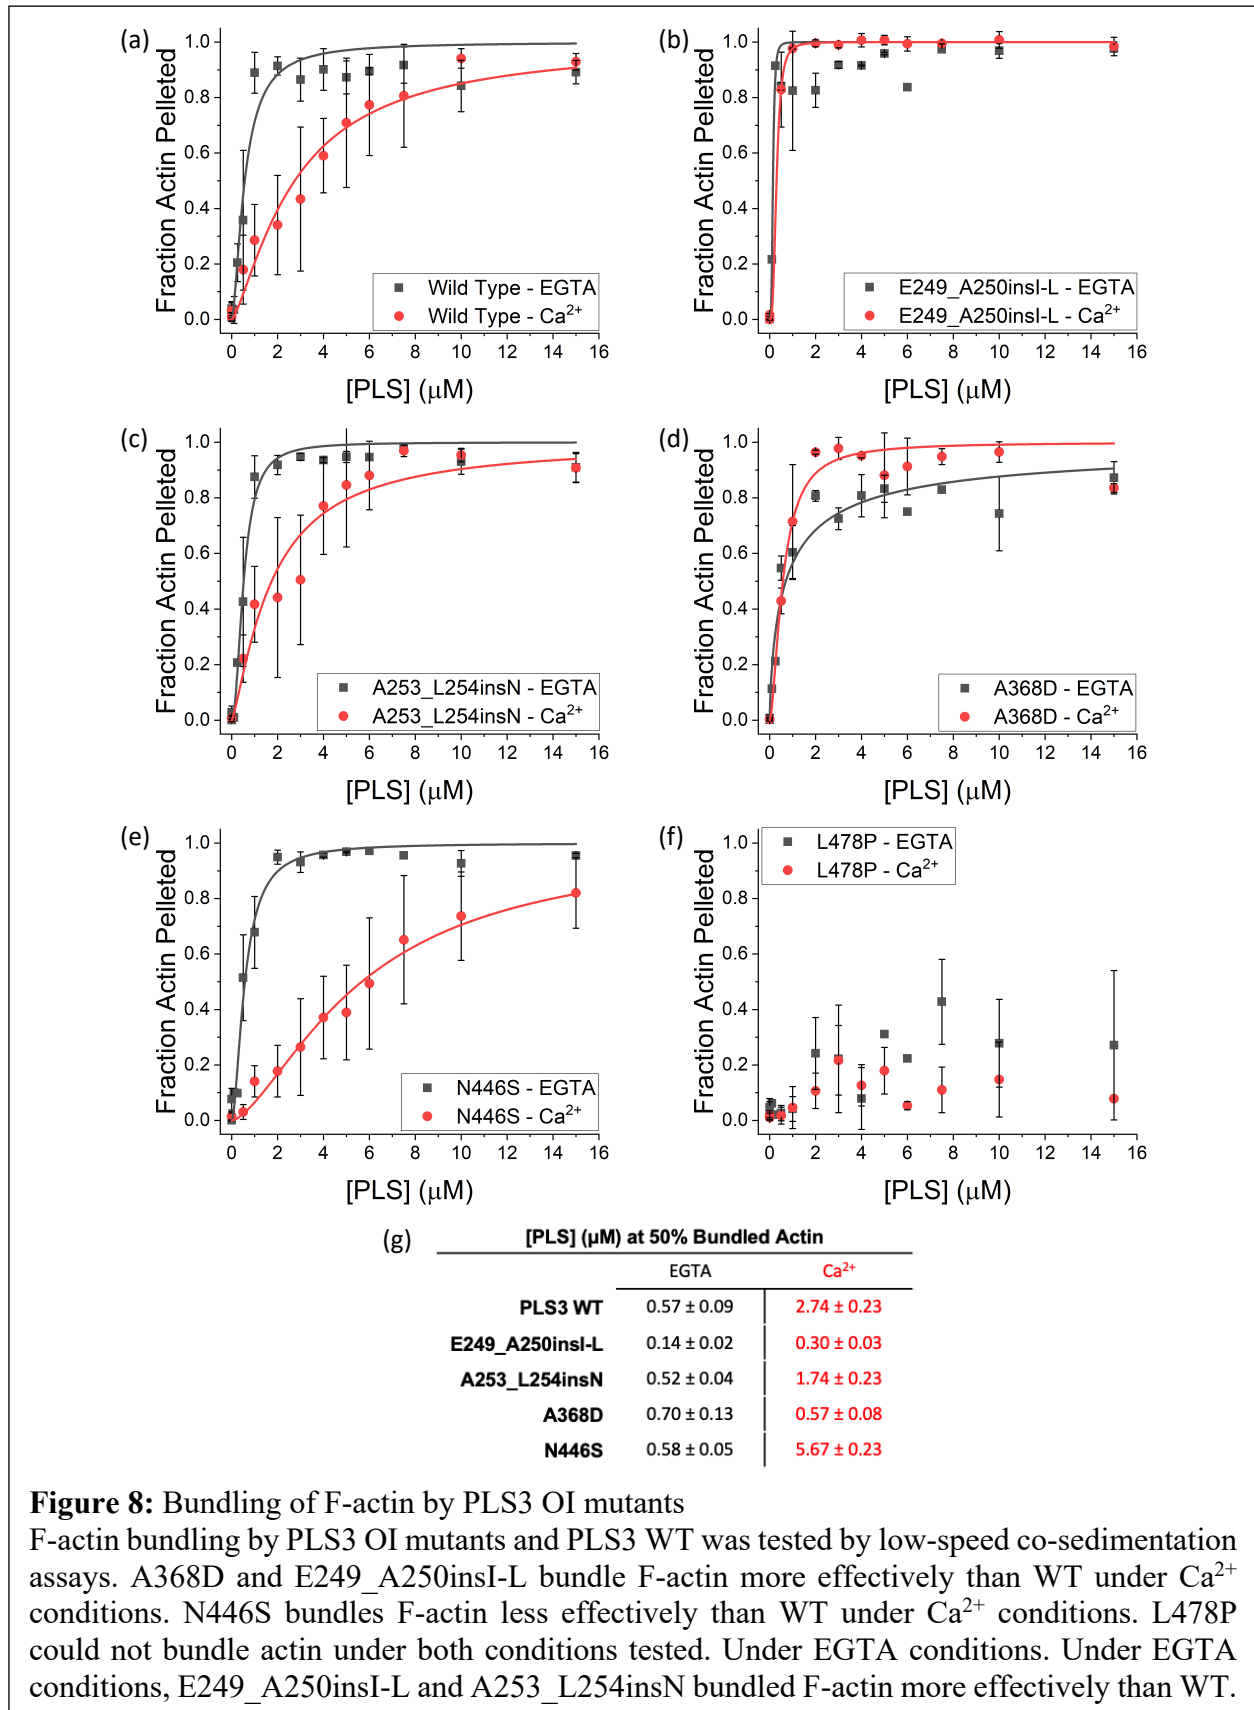 (a)
Fraction Actin Pelleted
1.0
0.8
0.6
0.4
0.2
0.0
Wild Type - EGTA
Wild Type - Ca²⁺
0 2 4 6 8 10 12 14 16
[PLS] (μM)
(b)
Fraction Actin Pelleted
1.0
0.8
0.6
0.4
0.2
0.0
E249_A250insI-L - EGTA
E249_A250insI-L - Ca²⁺
0 2 4 6 8 10 12 14 16
[PLS] (μM)
(c)
Fraction Actin Pelleted
1.0
0.8
0.6
0.4
0.2
0.0
A253_L254insN - EGTA
A253_L254insN - Ca²⁺
0 2 4 6 8 10 12 14 16
[PLS] (μM)
(d)
Fraction Actin Pelleted
1.0
0.8
0.6
0.4
0.2
0.0
A368D - EGTA
A368D - Ca²⁺
0 2 4 6 8 10 12 14 16
[PLS] (μM)
(e)
Fraction Actin Pelleted
1.0
0.8
0.6
0.4
0.2
0.0
N446S - EGTA
N446S - Ca²⁺
0 2 4 6 8 10 12 14 16
[PLS] (μM)
(f)
Fraction Actin Pelleted
1.0
0.8
0.6
0.4
0.2
0.0
L478P - EGTA
L478P - Ca²⁺
0 2 4 6 8 10 12 14 16
[PLS] (μM)
(g)
[PLS] (μM) at 50% Bundled Actin
EGTA Ca²⁺
PLS3 WT 0.57 ± 0.09 2.74 ± 0.23
E249_A250insI-L 0.14 ± 0.02 0.30 ± 0.03
A253_L254insN 0.52 ± 0.04 1.74 ± 0.23
A368D 0.70 ± 0.13 0.57 ± 0.08
N446S 0.58 ± 0.05 5.67 ± 0.23
Figure 8: Bundling of F-actin by PLS3 OI mutants
F-actin bundling by PLS3 OI mutants and PLS3 WT was tested by low-speed co-sedimentation
assays. A368D and E249_A250insI-L bundle F-actin more effectively than WT under Ca²⁺
conditions. N446S bundles F-actin less effectively than WT under Ca²⁺ conditions. L478P
could not bundle actin under both conditions tested. Under EGTA conditions. Under EGTA
conditions, E249_A250insI-L and A253_L254insN bundled F-actin more effectively than WT.